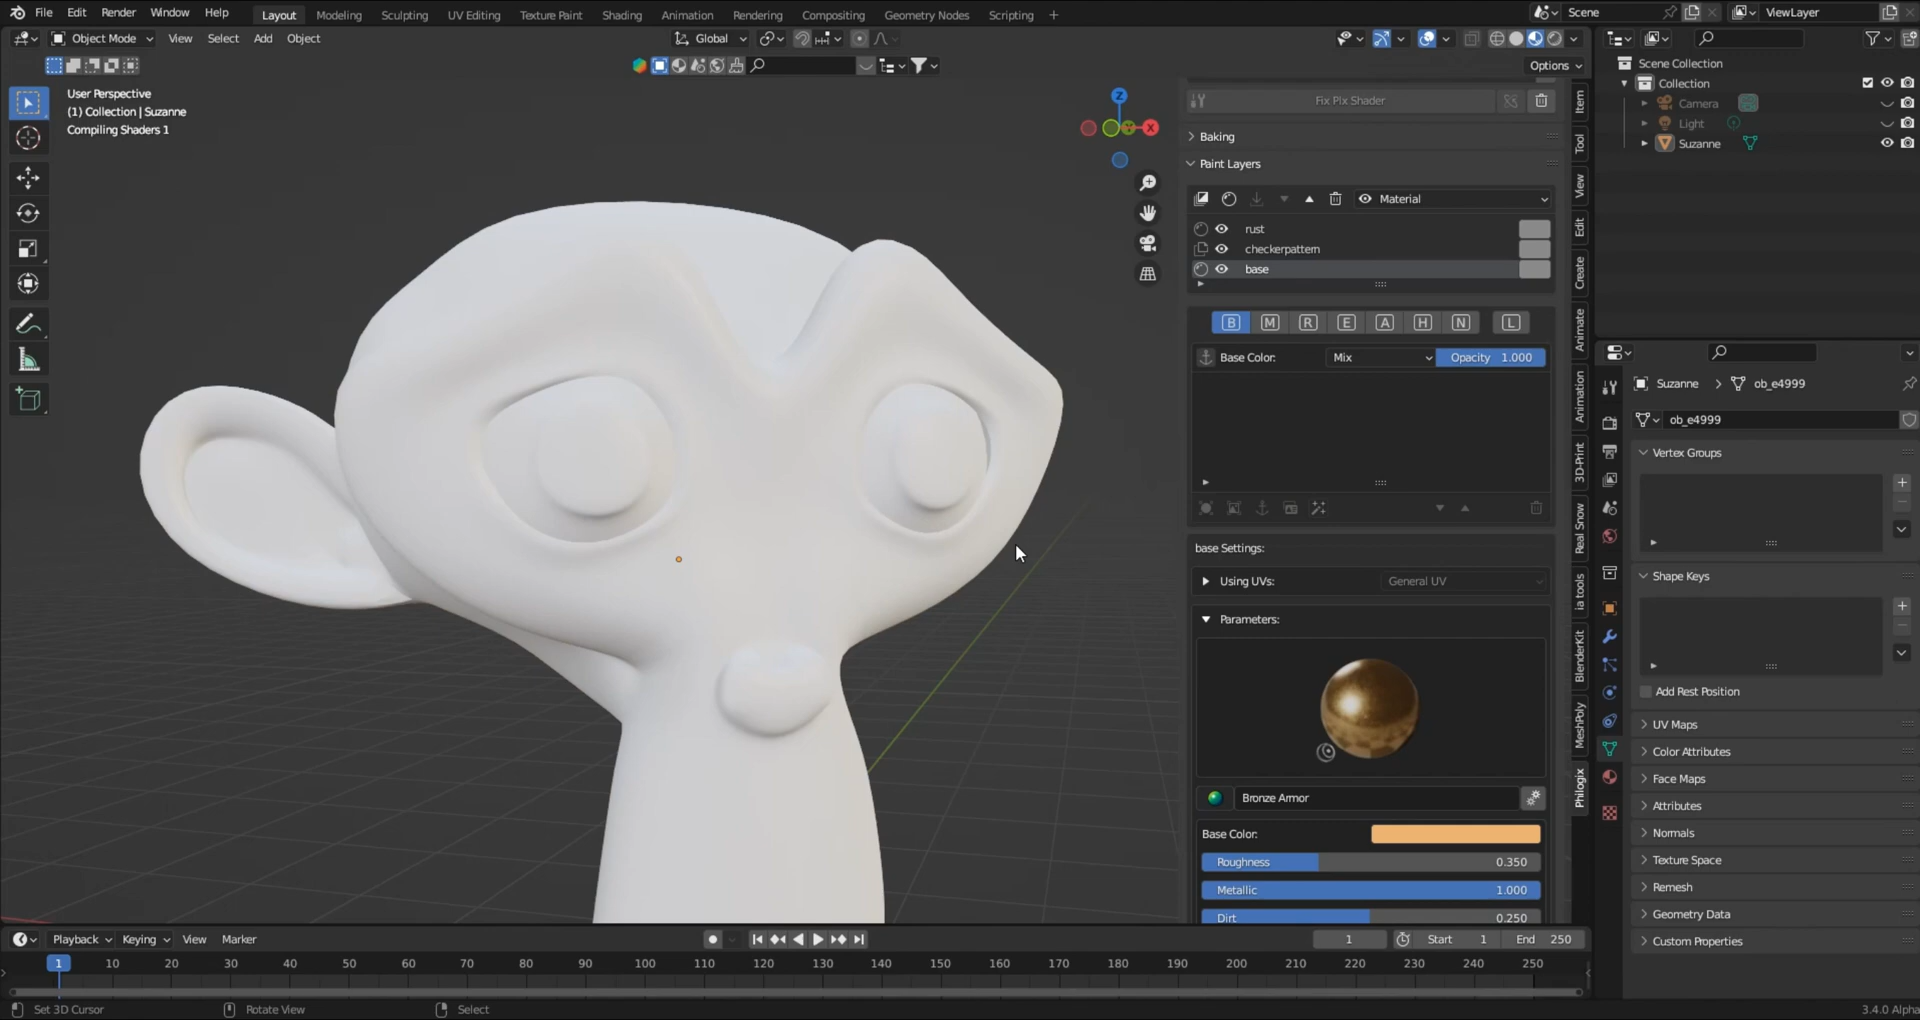 File Edit Render Window Help Layout Modeling Sculpting UV Editing Texture Paint Shading Animation Rendering Compositing Geometry Nodes Scripting + Scene ViewLayer
Object Mode View Select Add Object Global
Options
User Perspective
(1) Collection | Suzanne
Compiling Shaders 1
Z
X
Fix Plx Shader
Baking
Paint Layers
Material
rust
checkerpattern
base
B M R E A H N L
Base Color: Mix Opacity 1.000
base Settings:
Using UVs: General UV
Parameters:
Bronze Armor
Base Color:
Roughness 0.350
Metallic 1.000
Dirt 0.250
Item
Tool
View
Edit
Create
Animate
Animation
3D-Print
Real Snow
ia tools
BlenderKit
MeshPoly
Philogix
Scene Collection
Collection
Camera
Light
Suzanne
Suzanne > ob_e4999
ob_e4999
Vertex Groups
Shape Keys
Add Rest Position
UV Maps
Color Attributes
Face Maps
Attributes
Normals
Texture Space
Remesh
Geometry Data
Custom Properties
Playback Keying View Marker 1 Start 1 End 250
1 10 20 30 40 50 60 70 80 90 100 110 120 130 140 150 160 170 180 190 200 210 220 230 240 250
Set 3D Cursor Rotate View Select 3.4.0 Alpha